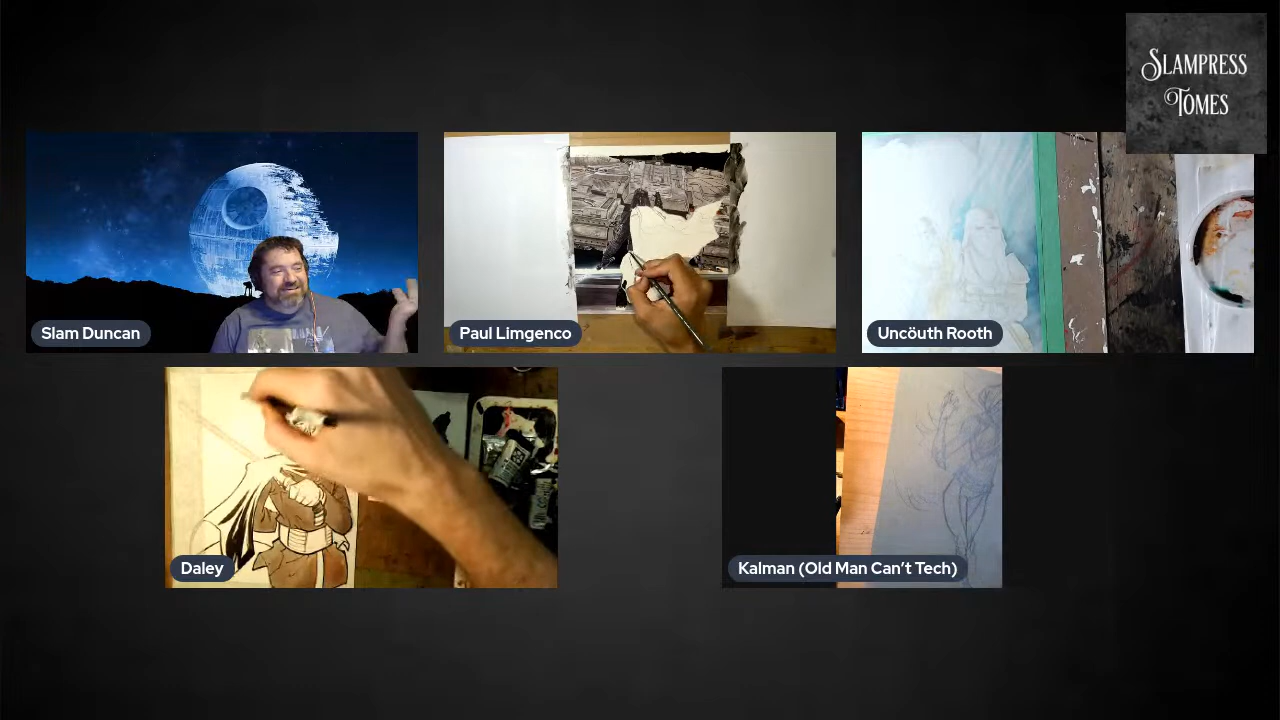 SLAMPRESS
TOMES
Slam Duncan
Paul Limgenco
Uncöuth Rooth
Daley
Kalman (Old Man Can’t Tech)